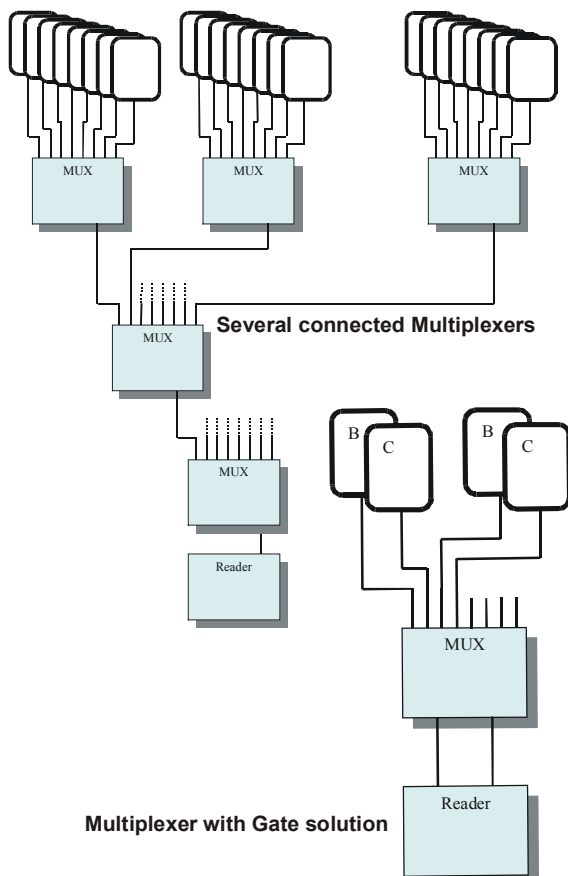 MUX
MUX
MUX
Several connected Multiplexers
MUX
B
C
B
C
MUX
Reader
MUX
Reader
Multiplexer with Gate solution